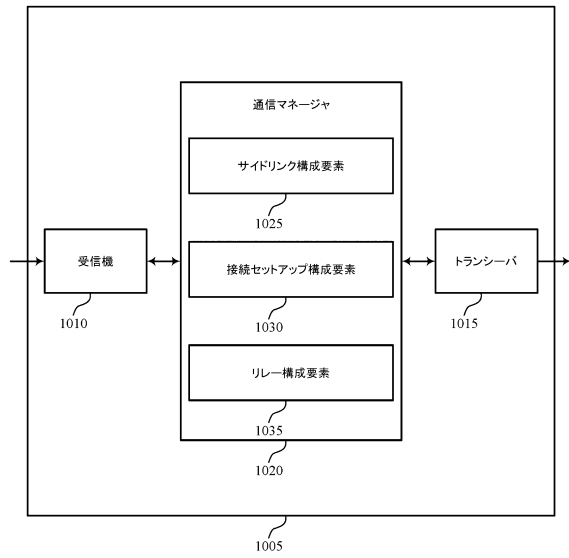 通信マネージャ
サイドリンク構成要素
1025
受信機
1010
接続セットアップ構成要素
1030
トランシーバ
1015
リレー構成要素
1035
1020
1005